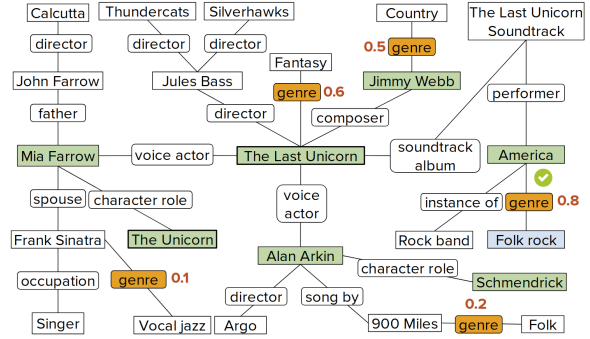 Calcutta
Thundercats
Silverhawks
Country
The Last Unicorn
Soundtrack
director
director
director
0.5 genre
Fantasy
John Farrow
Jules Bass
genre 0.6
Jimmy Webb
performer
father
director
composer
Mia Farrow
voice actor
The Last Unicorn
soundtrack
album
America
spouse
character role
voice
actor
instance of
genre 0.8
Frank Sinatra
The Unicorn
Rock band
Folk rock
Alan Arkin
character role
occupation
genre 0.1
Schmendrick
director
song by
0.2
Singer
Vocal jazz
Argo
900 Miles
genre
Folk